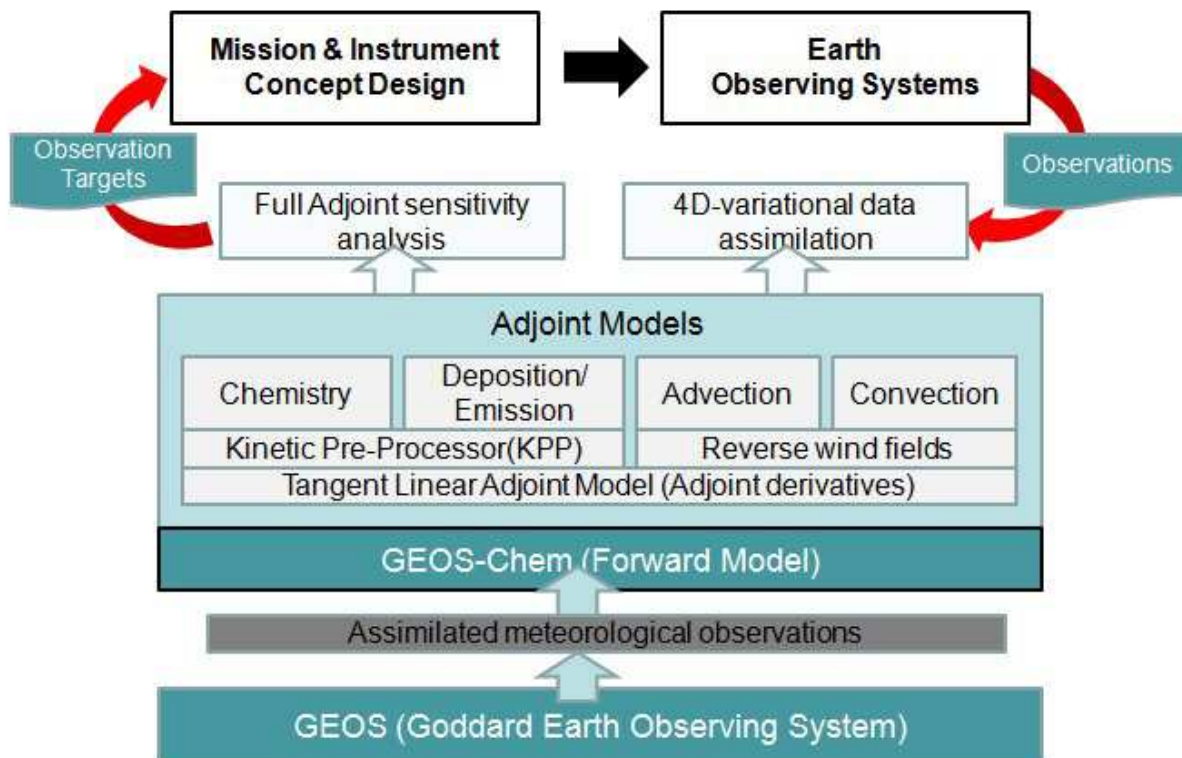 Mission & Instrument
Concept Design
Earth
Observing Systems
Observation
Targets
Observations
Full Adjoint sensitivity
analysis
4D-variational data
assimilation
Adjoint Models
Chemistry
Deposition/
Emission
Advection
Convection
Kinetic Pre-Processor(KPP)
Reverse wind fields
Tangent Linear Adjoint Model (Adjoint derivatives)
GEOS-Chem (Forward Model)
Assimilated meteorological observations
GEOS (Goddard Earth Observing System)